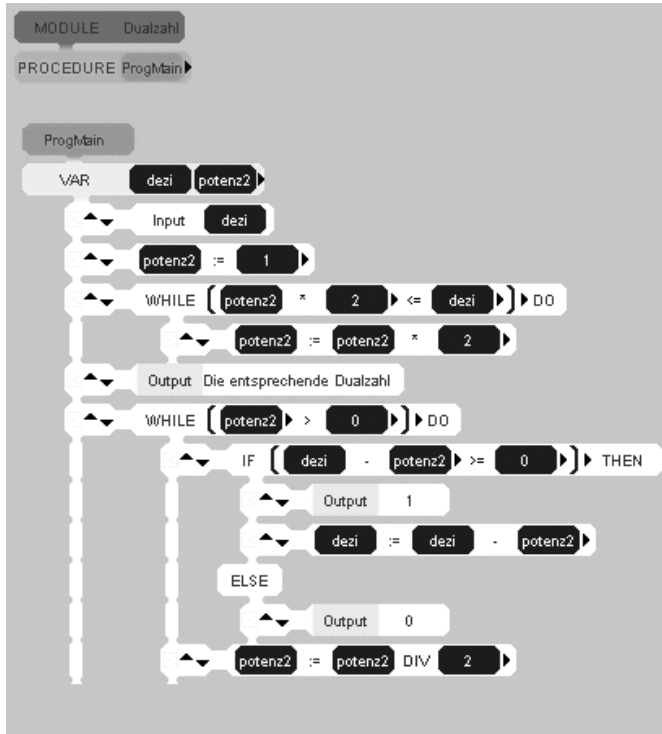 MODULE Dualzahl
PROCEDURE ProgMain
ProgMain
VAR dezi potenz2
Input dezi
potenz2 := 1
WHILE ( potenz2 * 2 <= dezi ) DO
potenz2 := potenz2 * 2
Output Die entsprechende Dualzahl
WHILE ( potenz2 > 0 ) DO
IF ( dezi - potenz2 >= 0 ) THEN
Output 1
dezi := dezi - potenz2
ELSE
Output 0
potenz2 := potenz2 DIV 2